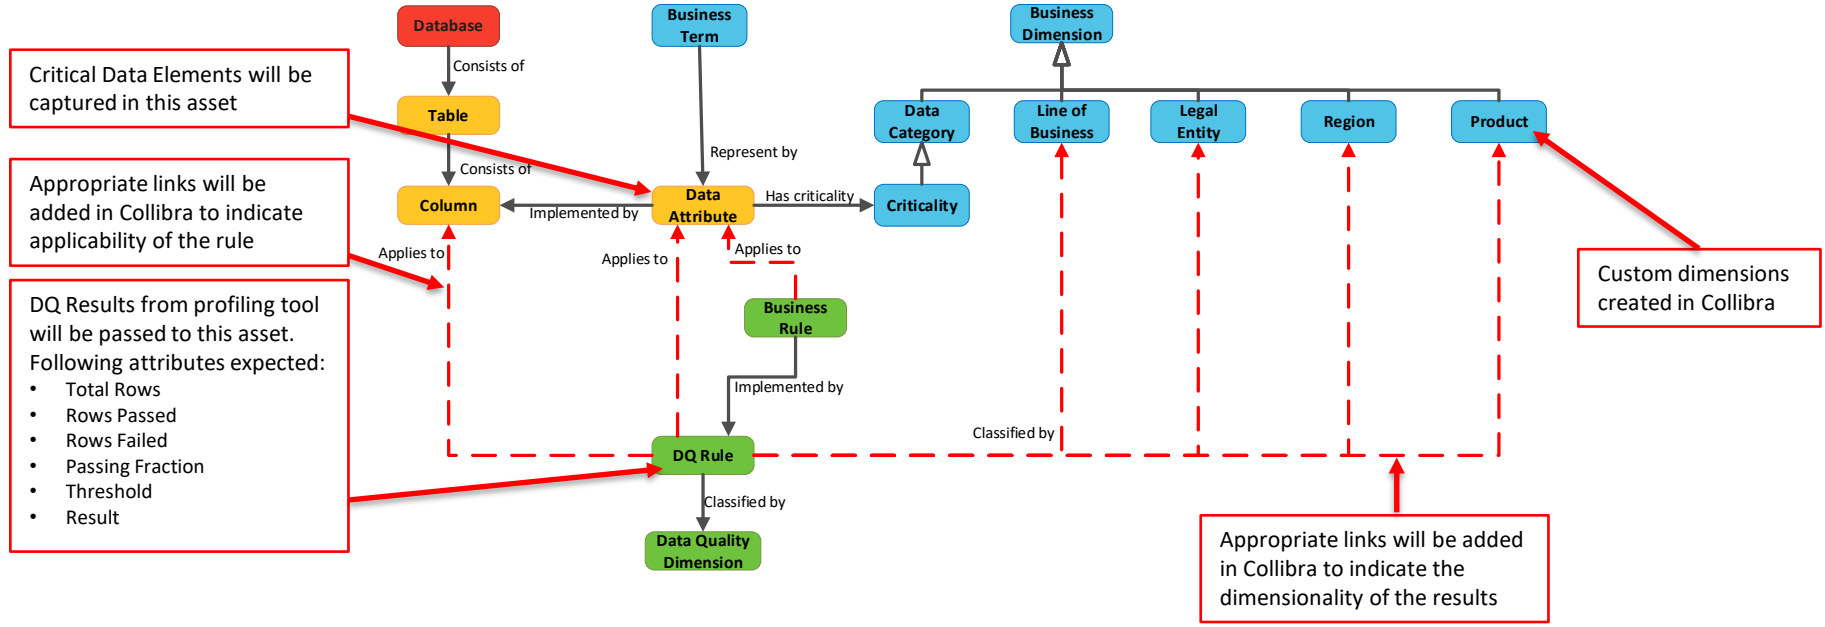 Database
Business
Term
Business
Dimension
Consists of
Critical Data Elements will be
captured in this asset
Table
Data
Category
Line of
Business
Legal
Entity
Region
Product
Represent by
Consists of
Appropriate links will be
added in Collibra to indicate
applicability of the rule
Column
Implemented by
Data
Attribute
Has criticality
Criticality
Applies to
Applies to
Applies to
Custom dimensions
created in Collibra
DQ Results from profiling tool
will be passed to this asset.
Following attributes expected:
• Total Rows
• Rows Passed
• Rows Failed
• Passing Fraction
• Threshold
• Result
Business
Rule
Implemented by
Classified by
DQ Rule
Classified by
Data Quality
Dimension
Appropriate links will be added
in Collibra to indicate the
dimensionality of the results